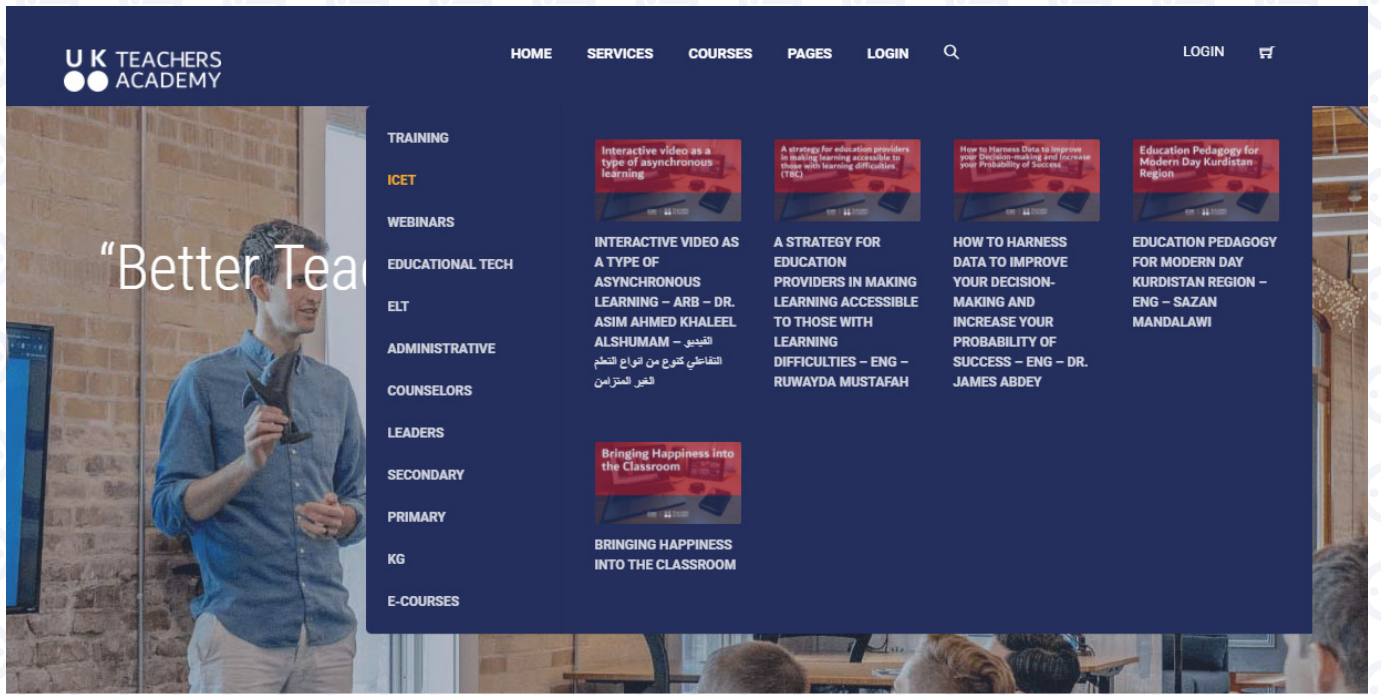 UK TEACHERS
ACADEMY
HOME SERVICES COURSES PAGES LOGIN
LOGIN
"Better Tea
TRAINING
ICET
WEBINARS
EDUCATIONAL TECH
ELT
ADMINISTRATIVE
COUNSELORS
LEADERS
SECONDARY
PRIMARY
KG
E-COURSES
Interactive video as a
type of asynchronous
learning
INTERACTIVE VIDEO AS
A TYPE OF
ASYNCHRONOUS
LEARNING – ARB – DR.
ASIM AHMED KHALEEL
ALSHUMAM – الفيديو
التفاعلي كنوع من انواع التعلم
الغير المتزامن
A strategy for education providers
in making learning accessible to
those with learning difficulties.
(TBC)
A STRATEGY FOR
EDUCATION
PROVIDERS IN MAKING
LEARNING ACCESSIBLE
TO THOSE WITH
LEARNING
DIFFICULTIES – ENG –
RUWAYDA MUSTAFAH
How to Harness Data to Improve
your Decision-making and Increase
your Probability of Success
HOW TO HARNESS
DATA TO IMPROVE
YOUR DECISION-
MAKING AND
INCREASE YOUR
PROBABILITY OF
SUCCESS – ENG – DR.
JAMES ABDEY
Education Pedagogy for
Modern Day Kurdistan
Region
EDUCATION PEDAGOGY
FOR MODERN DAY
KURDISTAN REGION –
ENG – SAZAN
MANDALAWI
Bringing Happiness into
the Classroom
BRINGING HAPPINESS
INTO THE CLASSROOM